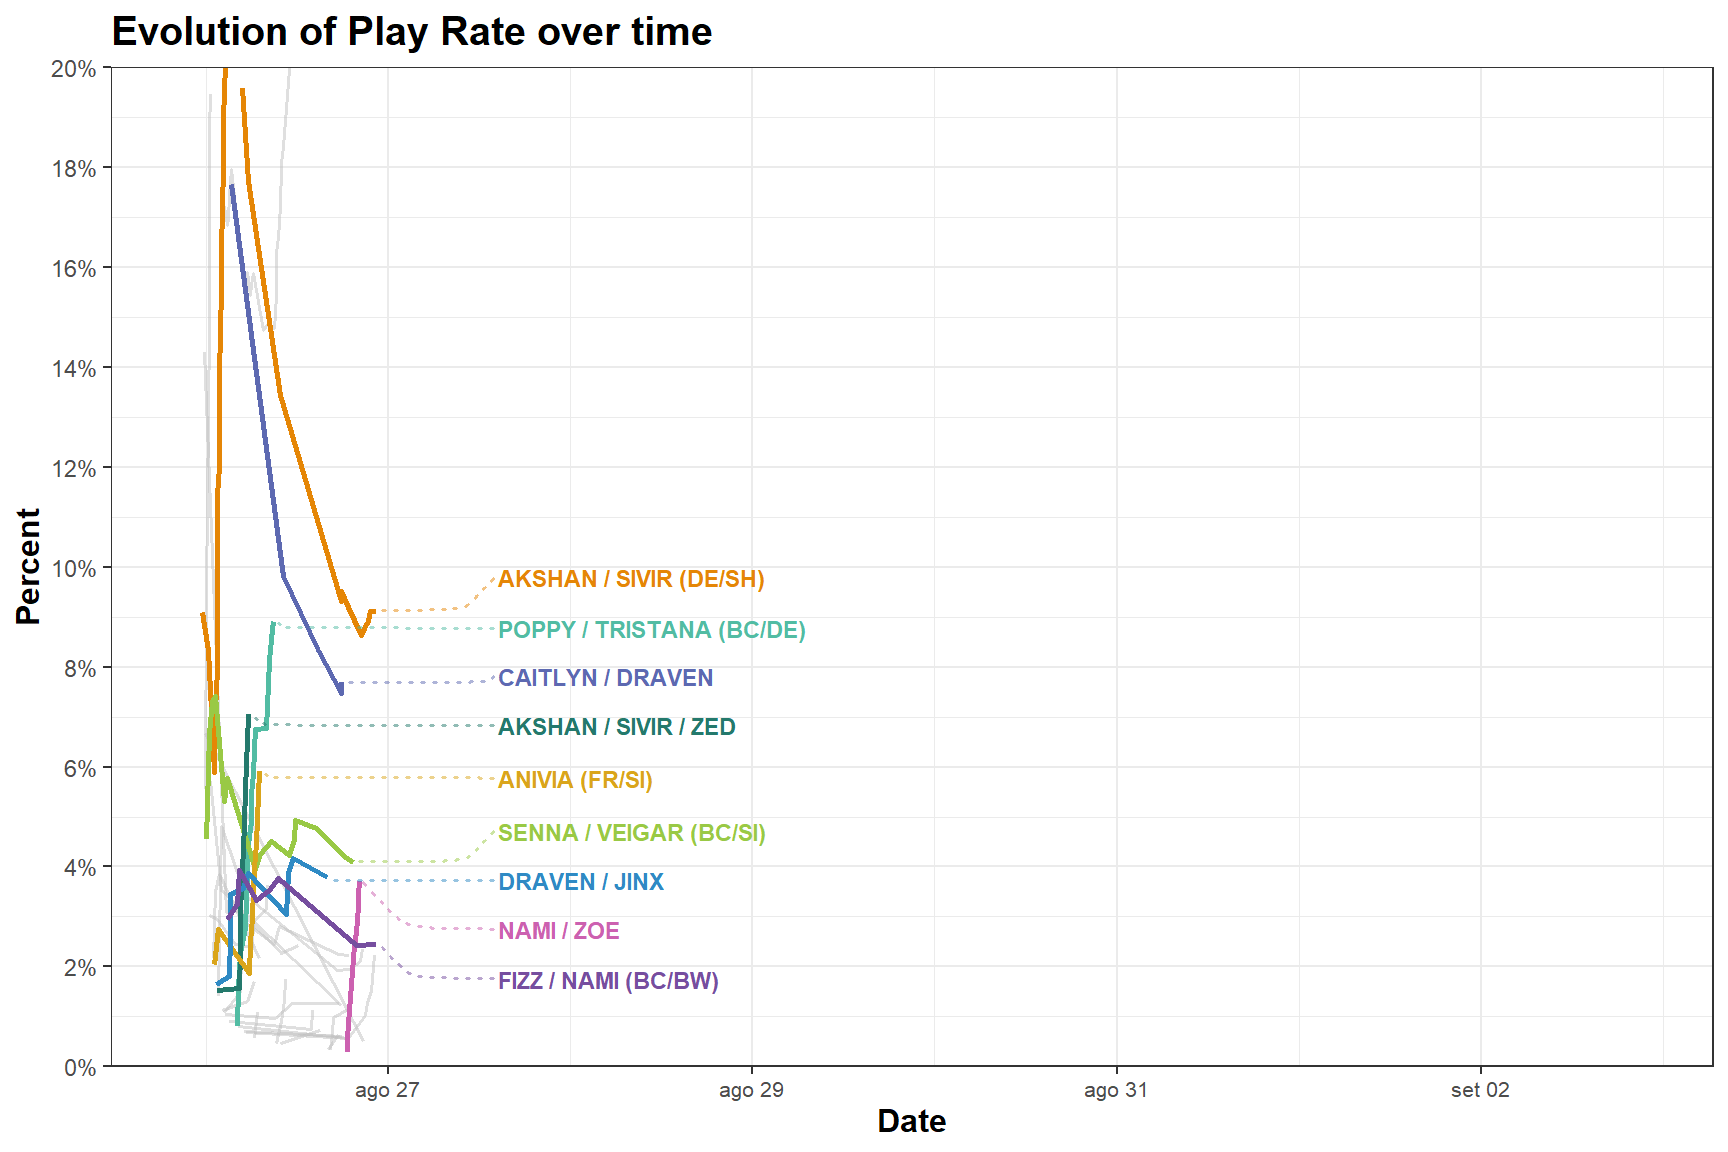 Evolution of Play Rate over time
20%
18%
16%
14%
12%
10%
8%
6%
4%
2%
0%
Percent
AKSHAN / SIVIR (DE/SH)
POPPY / TRISTANA (BC/DE)
CAITLYN / DRAVEN
AKSHAN / SIVIR / ZED
ANIVIA (FR/SI)
SENNA / VEIGAR (BC/SI)
DRAVEN / JINX
NAMI / ZOE
FIZZ / NAMI (BC/BW)
ago 27
ago 29
ago 31
set 02
Date